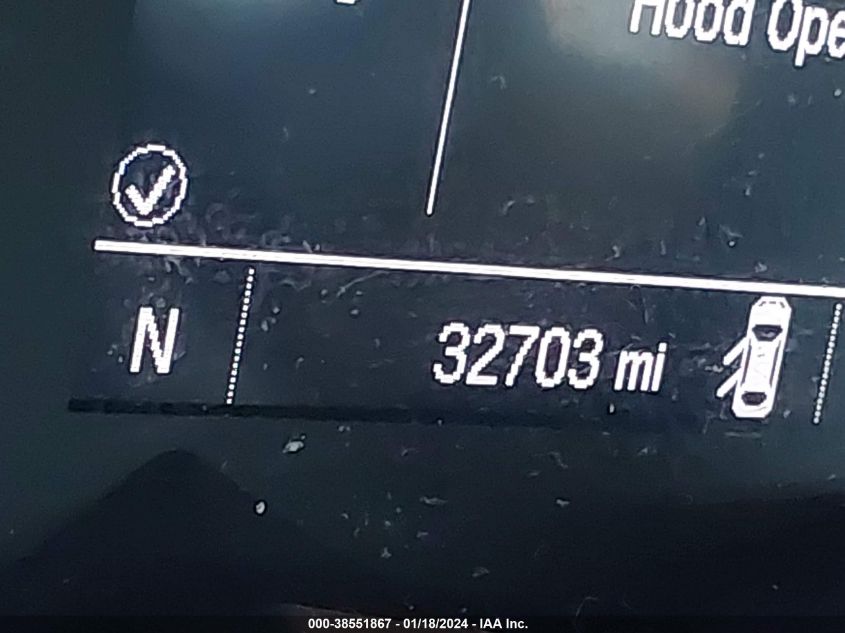 Hood Ope
N
32703 mi
000-38551867 - 01/18/2024 - IAA Inc.